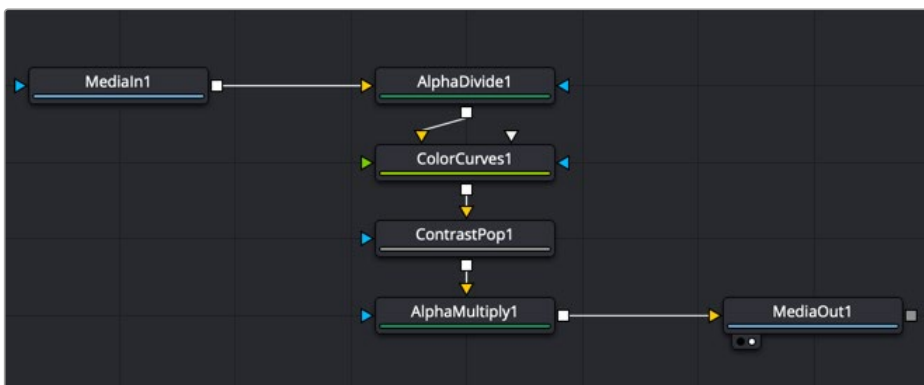 MediaIn1
AlphaDivide1
ColorCurves1
ContrastPop1
AlphaMultiply1
MediaOut1